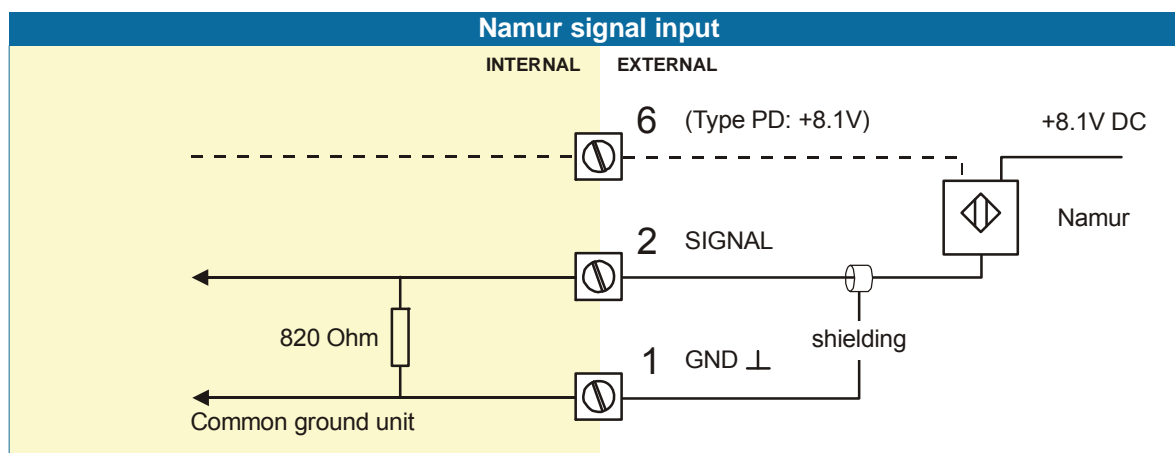 Namur signal input
INTERNAL EXTERNAL
6 (Type PD: +8.1V) +8.1V DC
Namur
2 SIGNAL
820 Ohm
shielding
1 GND ⊥
Common ground unit